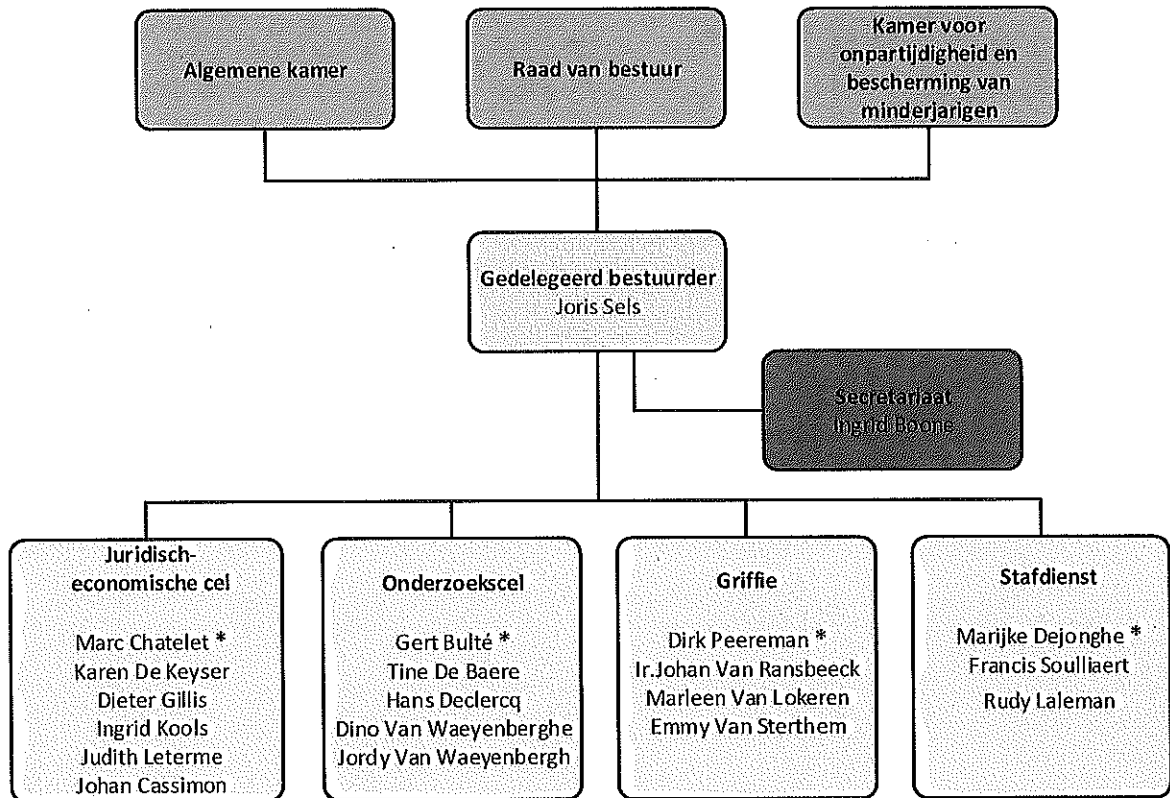 Algemene kamer
Raad van bestuur
Kamer voor
onpartijdigheid en
bescherming van
minderjarigen
Gedelegeerd bestuurder
Joris Sels
Secretariaat
Ingrid Boone
Juridisch-
economische cel
Marc Chatelet *
Karen De Keyser
Dieter Gillis
Ingrid Kools
Judith Leterme
Johan Cassimon
Onderzoekscel
Gert Bulté *
Tine De Baere
Hans Declercq
Dino Van Waeyenberghe
Jordy Van Waeyenbergh
Griffie
Dirk Peereman *
Ir.Johan Van Ransbeeck
Marleen Van Lokeren
Emmy Van Sterthem
Stafdienst
Marijke Dejonghe *
Francis Soulliaert
Rudy Laleman